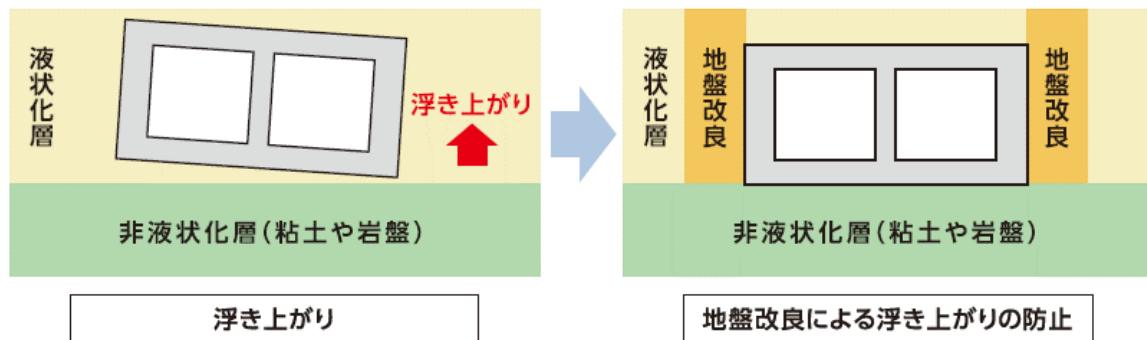 液状化層
浮き上がり
非液状化層(粘土や岩盤)
浮き上がり
液状化層
地盤改良
地盤改良
非液状化層(粘土や岩盤)
地盤改良による浮き上がりの防止